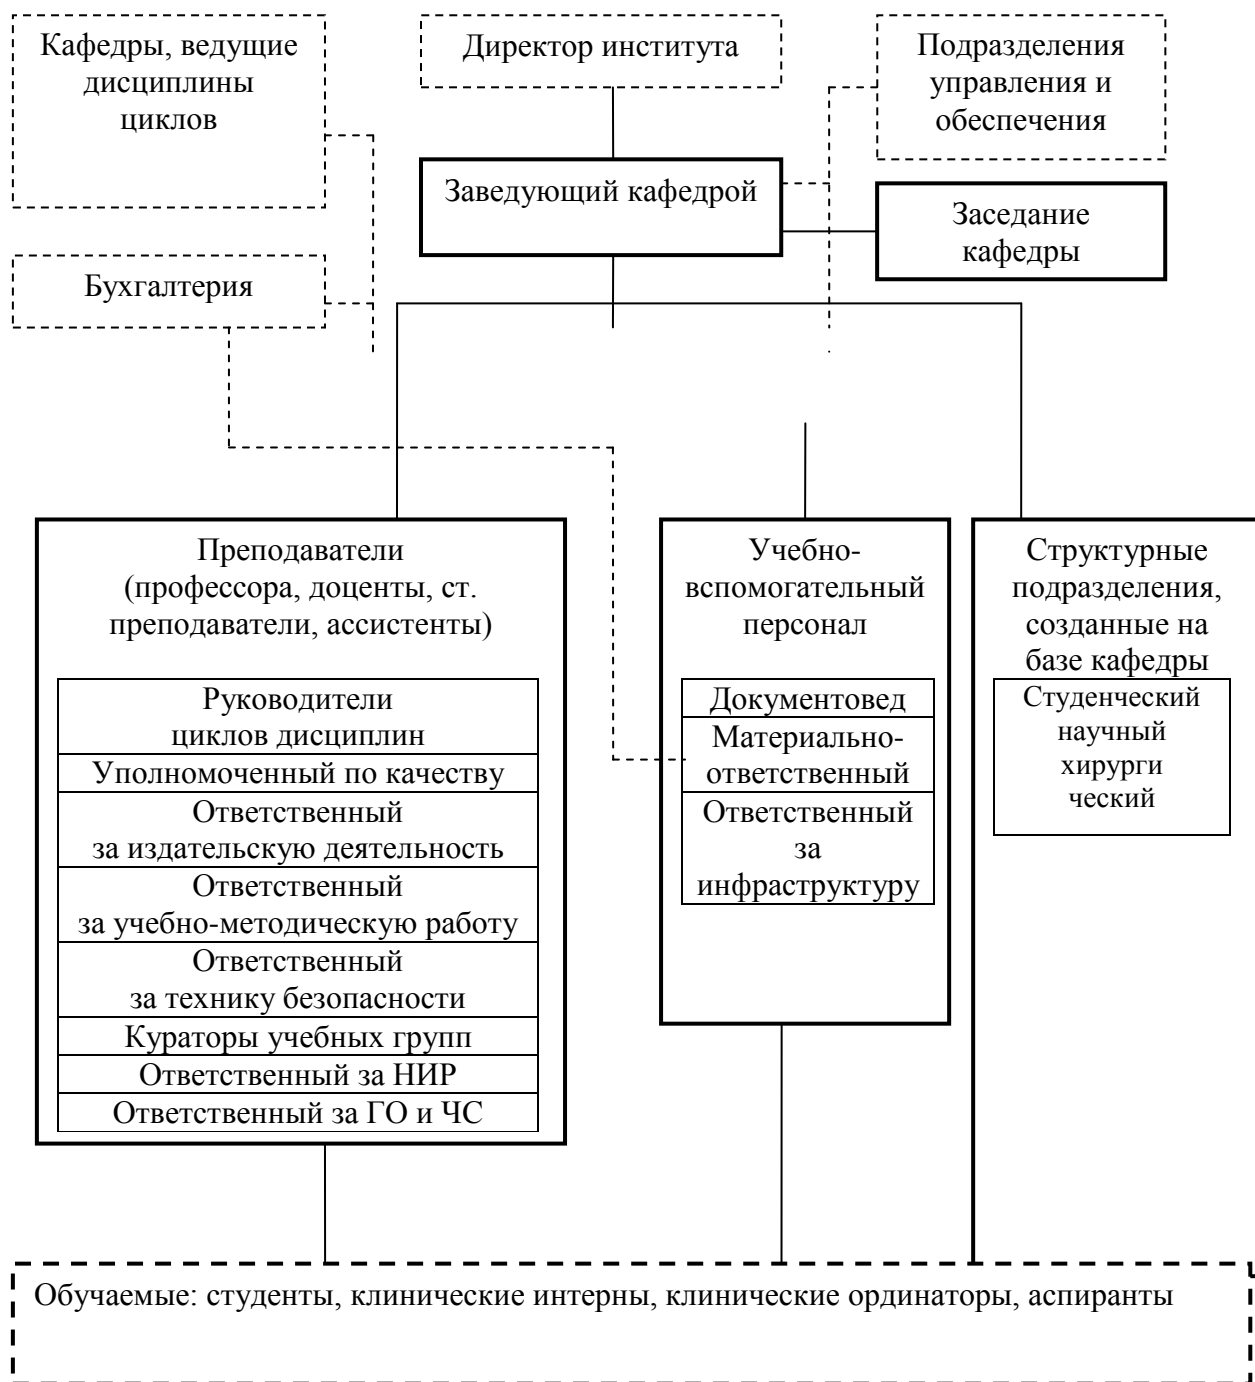 Кафедры, ведущие
дисциплины
циклов
Директор института
Подразделения
управления и
обеспечения
Заведующий кафедрой
Заседание
кафедры
Бухгалтерия
Преподаватели
(профессора, доценты, ст.
преподаватели, ассистенты)
Руководители
циклов дисциплин
Уполномоченный по качеству
Ответственный
за издательскую деятельность
Ответственный
за учебно-методическую работу
Ответственный
за технику безопасности
Кураторы учебных групп
Ответственный за НИР
Ответственный за ГО и ЧС
Учебно-
вспомогательный
персонал
Документовед
Материально-
ответственный
Ответственный
за
инфраструктуру
Структурные
подразделения,
созданные на
базе кафедры
Студенческий
научный
хирурги
ческий
Обучаемые: студенты, клинические интерны, клинические ординаторы, аспиранты